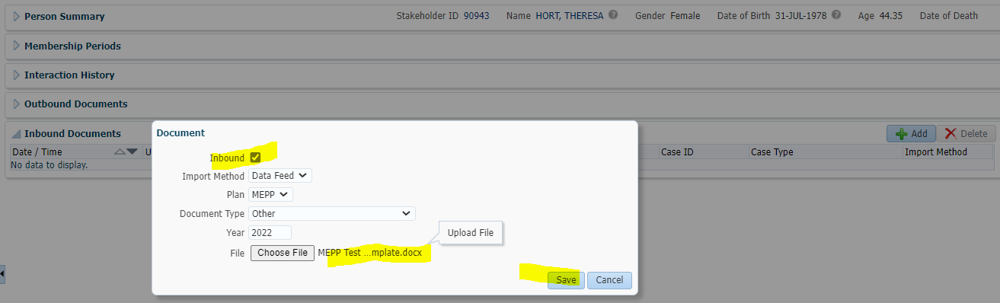 Person Summary Stakeholder ID 90943 Name HORT, THERESA Gender Female Date of Birth 31-JUL-1978 Age 44.35 Date of Death
Membership Periods
Interaction History
Outbound Documents
Inbound Documents Add Delete
Date / Time U Case ID Case Type Import Method
No data to display.
Document
Inbound
Import Method Data Feed
Plan MEPP
Document Type Other
Year 2022
Upload File
File Choose File MEPP Test ...mplate.docx
Save Cancel